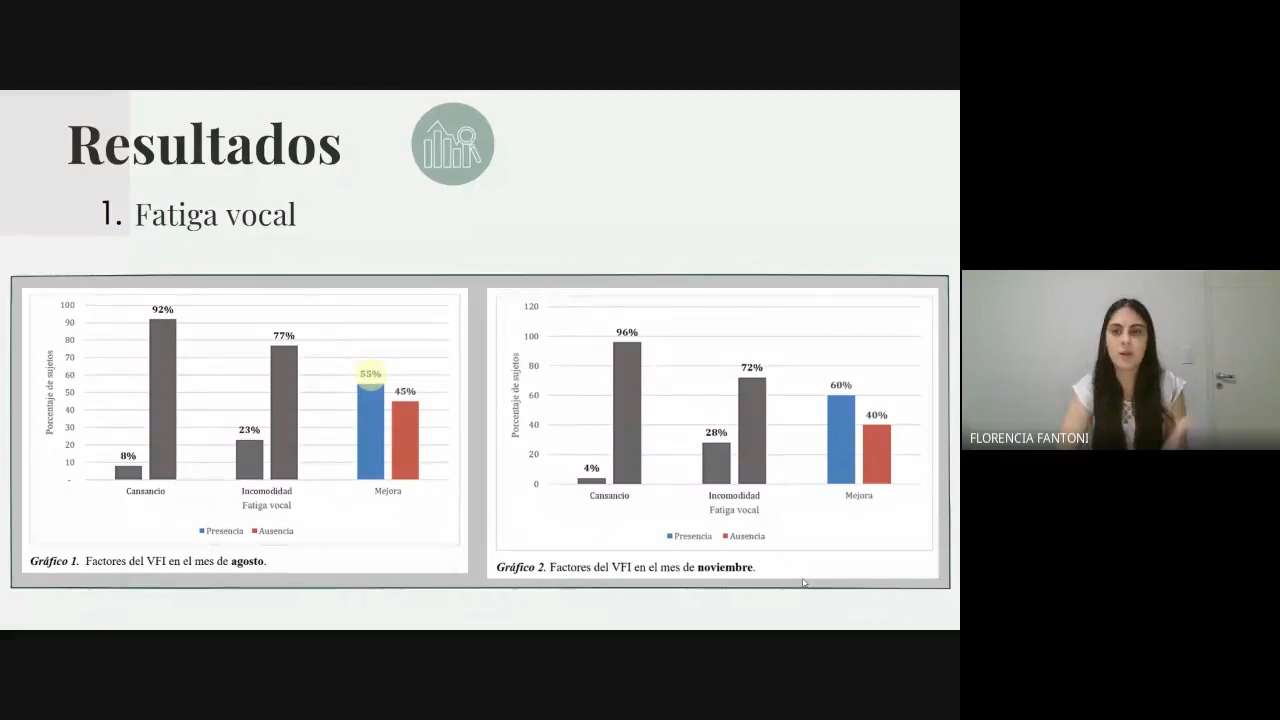 Resultados
1. Fatiga vocal
Porcentaje de sujetos
100
90
80
70
60
50
40
30
20
10
-
92%
77%
55%
45%
23%
8%
Cansancio
Incomodidad
Mejora
Fatiga vocal
Presencia
Ausencia
Gráfico 1. Factores del VFI en el mes de agosto.
Porcentaje de sujetos
120
100
80
60
40
20
0
96%
72%
60%
40%
28%
4%
Cansancio
Incomodidad
Mejora
Fatiga vocal
Presencia
Ausencia
Gráfico 2. Factores del VFI en el mes de noviembre.
FLORENCIA FANTONI